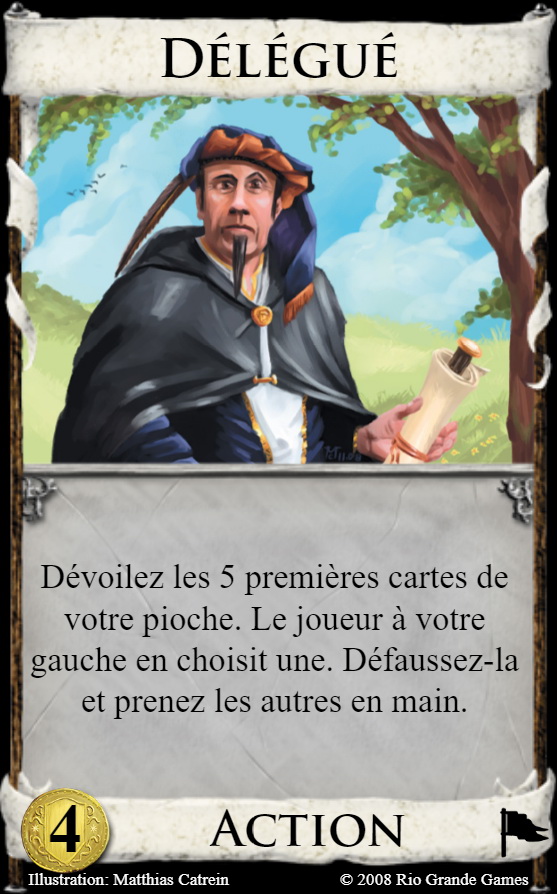 DÉLÉGUÉ
Dévoilez les 5 premières cartes de
votre pioche. Le joueur à votre
gauche en choisit une. Défaussez-la
et prenez les autres en main.
4
ACTION
Illustration: Matthias Catrein © 2008 Rio Grande Games